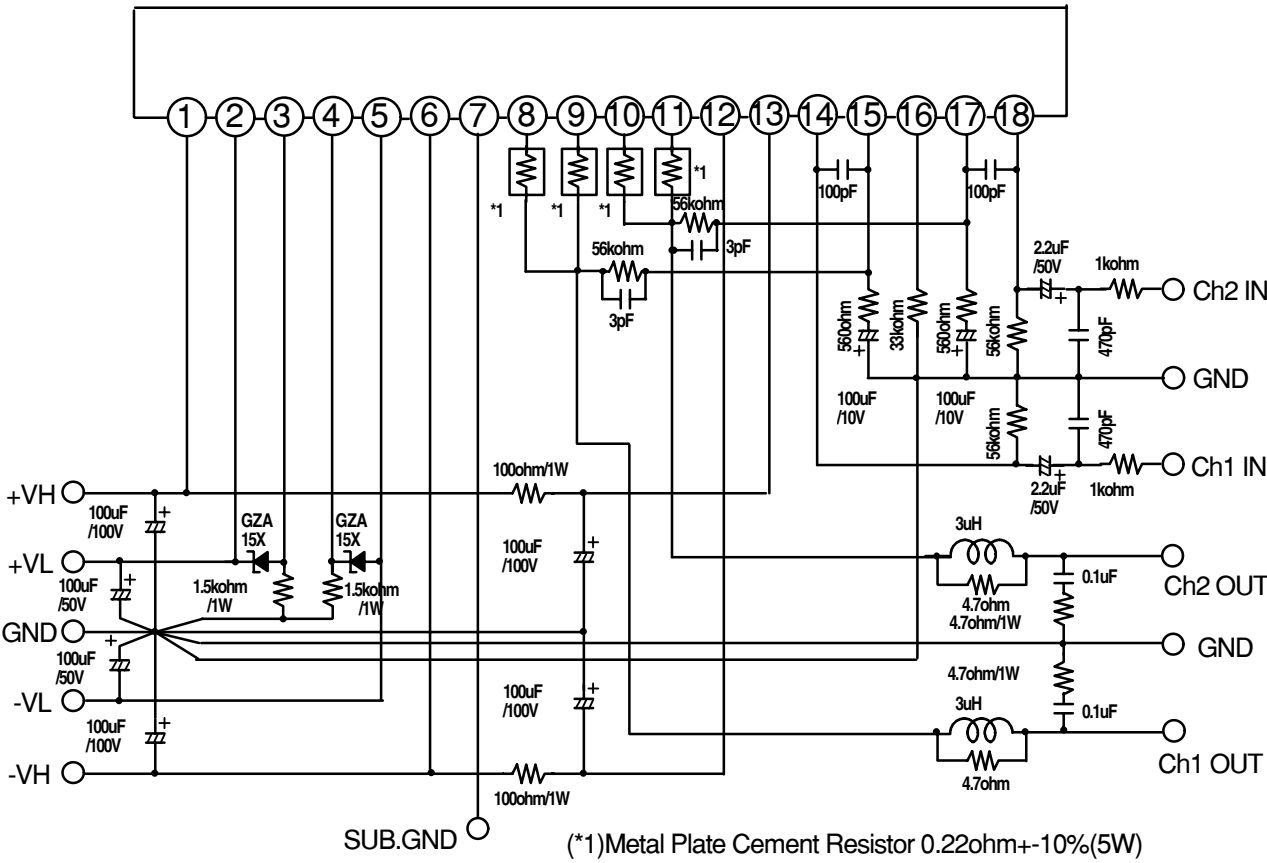 1 2 3 4 5 6 7 8 9 10 11 12 13 14 15 16 17 18
*1
*1 *1 *1
100pF 100pF
56kohm
3pF
56kohm
3pF
2.2uF
/50V
1kohm
Ch2 IN
560ohm
33kohm
560ohm
56kohm
470pF
GND
100uF
/10V
100uF
/10V
56kohm
470pF
Ch1 IN
2.2uF
/50V
1kohm
+VH
100ohm/1W
100uF
/100V
GZA
15X
GZA
15X
100uF
/100V
3uH
+VL
100uF
/50V
1.5kohm
/1W
1.5kohm
/1W
0.1uF
Ch2 OUT
4.7ohm
4.7ohm/1W
GND
GND
100uF
/50V
4.7ohm/1W
-VL
100uF
/100V
100uF
/100V
3uH
0.1uF
-VH
Ch1 OUT
4.7ohm
100ohm/1W
SUB.GND
(*1)Metal Plate Cement Resistor 0.22ohm+-10%(5W)